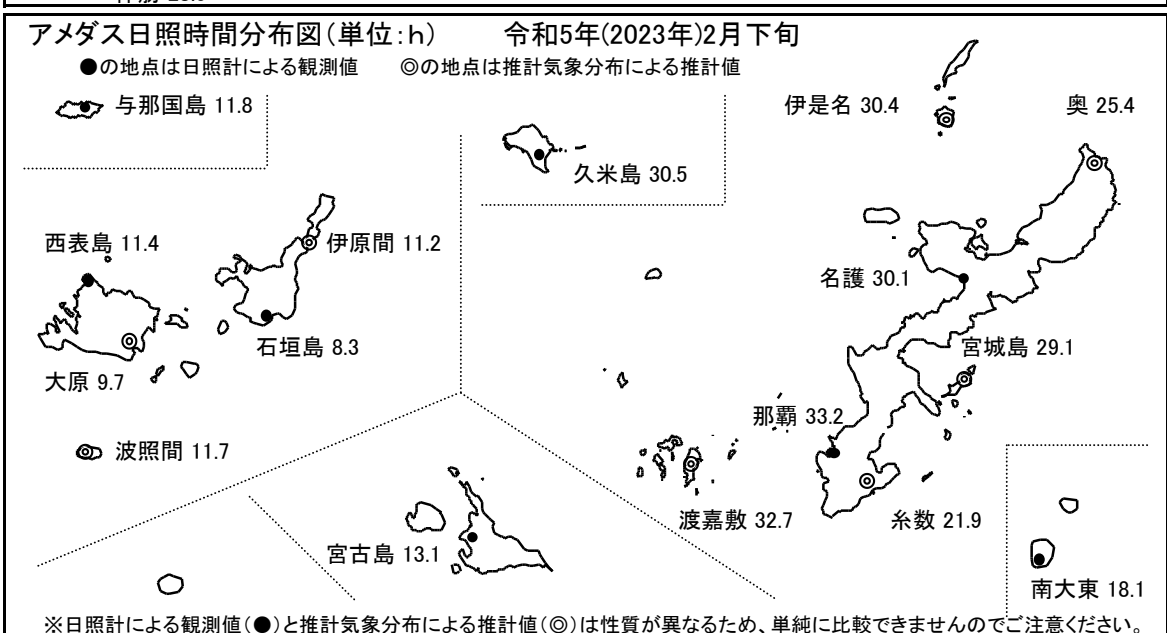 アメダス日照時間分布図(単位:h) 令和5年(2023年)2月下旬
●の地点は日照計による観測値 ◎の地点は推計気象分布による推計値
与那国島 11.8
伊是名 30.4
奥 25.4
久米島 30.5
西表島 11.4
伊原間 11.2
名護 30.1
石垣島 8.3
宮城島 29.1
大原 9.7
那覇 33.2
波照間 11.7
渡嘉敷 32.7
糸数 21.9
宮古島 13.1
南大東 18.1
※日照計による観測値(●)と推計気象分布による推計値(◎)は性質が異なるため、単純に比較できませんのでご注意ください。